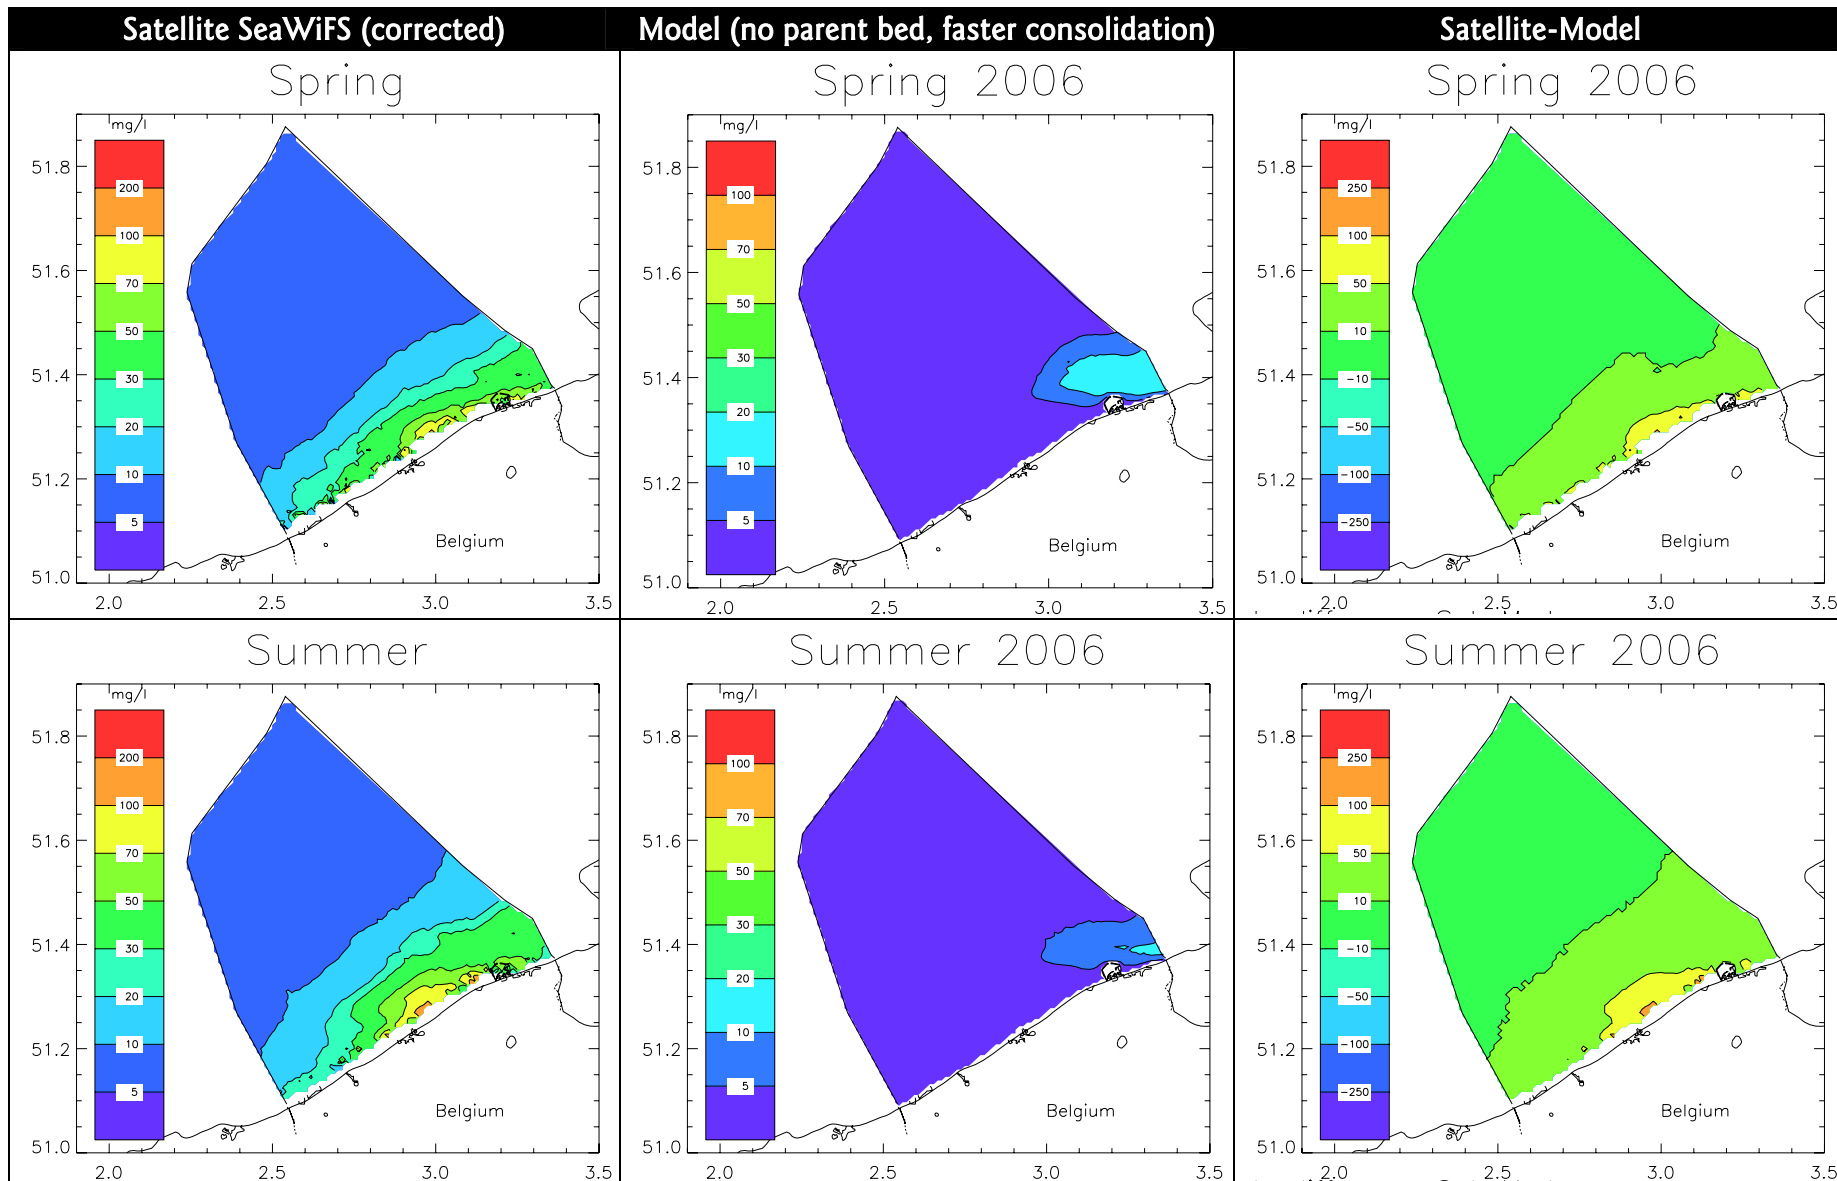 Satellite SeaWiFS (corrected)
Model (no parent bed, faster consolidation)
Satellite-Model
Spring
mg/l
200
100
70
50
30
20
10
5
51.8
51.6
51.4
51.2
51.0
2.0 2.5 3.0 3.5
Belgium
Spring 2006
mg/l
100
70
50
30
20
10
5
51.8
51.6
51.4
51.2
51.0
2.0 2.5 3.0 3.5
Belgium
Spring 2006
mg/l
250
100
50
10
-10
-50
-100
-250
51.8
51.6
51.4
51.2
51.0
2.0 2.5 3.0 3.5
Belgium
Summer
mg/l
200
100
70
50
30
20
10
5
51.8
51.6
51.4
51.2
51.0
2.0 2.5 3.0 3.5
Belgium
Summer 2006
mg/l
100
70
50
30
20
10
5
51.8
51.6
51.4
51.2
51.0
2.0 2.5 3.0 3.5
Belgium
Summer 2006
mg/l
250
100
50
10
-10
-50
-100
-250
51.8
51.6
51.4
51.2
51.0
2.0 2.5 3.0 3.5
Belgium